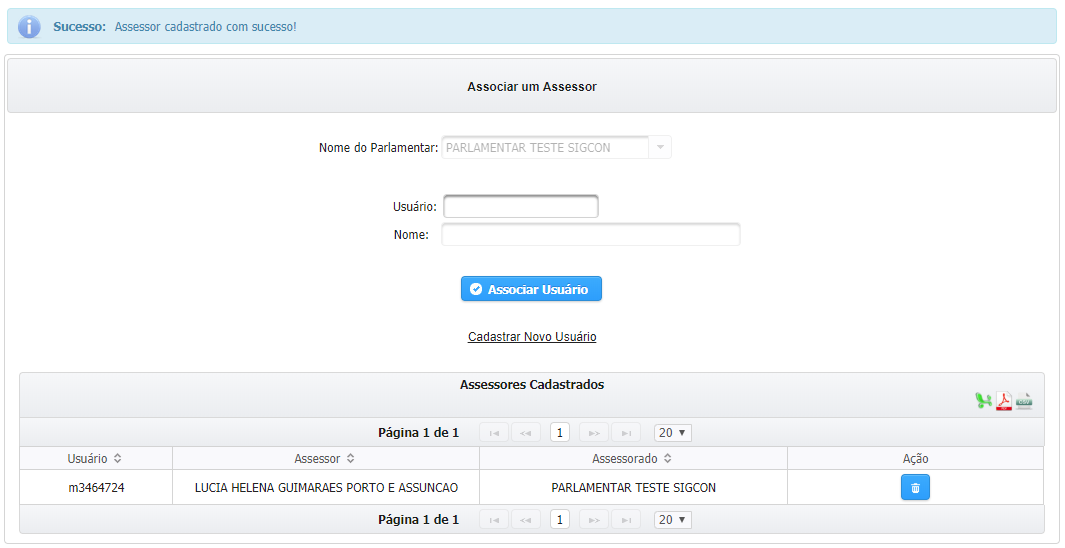 Sucesso: Assessor cadastrado com sucesso!
Associar um Assessor
Nome do Parlamentar: PARLAMENTAR TESTE SIGCON
Usuário:
Nome:
Associar Usuário
Cadastrar Novo Usuário
Assessores Cadastrados
Página 1 de 1 1 20
Usuário Assessor Assessorado Ação
m3464724 LUCIA HELENA GUIMARAES PORTO E ASSUNCAO PARLAMENTAR TESTE SIGCON
Página 1 de 1 1 20